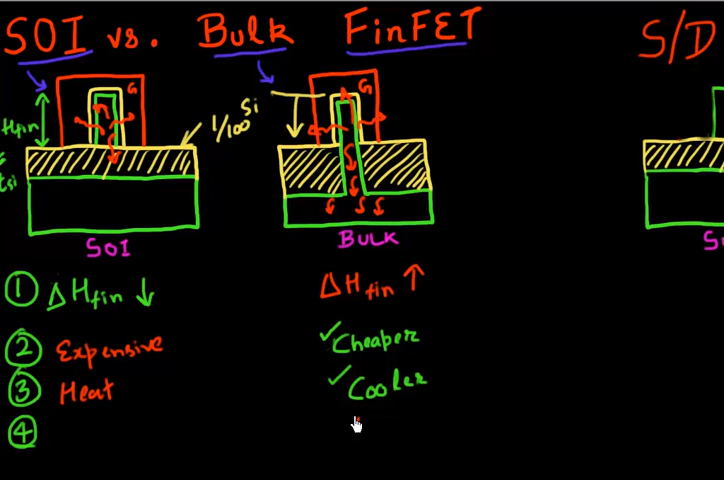 SOI vs. Bulk FinFET
S/D
G
G
Hfin
1/100 Si
tsi
SOI
BULK
① ΔHfin ↓
ΔHfin ↑
② Expensive
✓Cheaper
③ Heat
✓Cooler
④